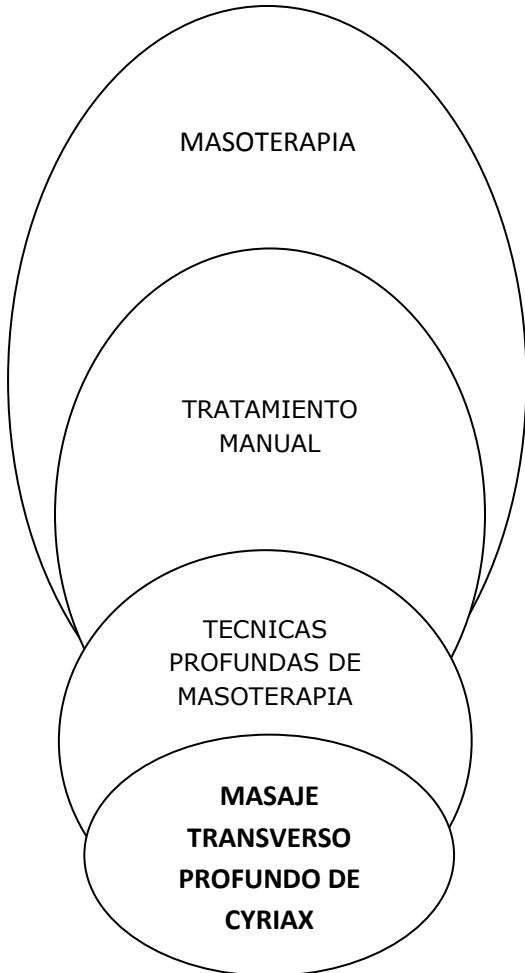 MASOTERAPIA
TRATAMIENTO
MANUAL
TECNICAS
PROFUNDAS DE
MASOTERAPIA
MASAJE
TRANSVERSO
PROFUNDO DE
CYRIAX